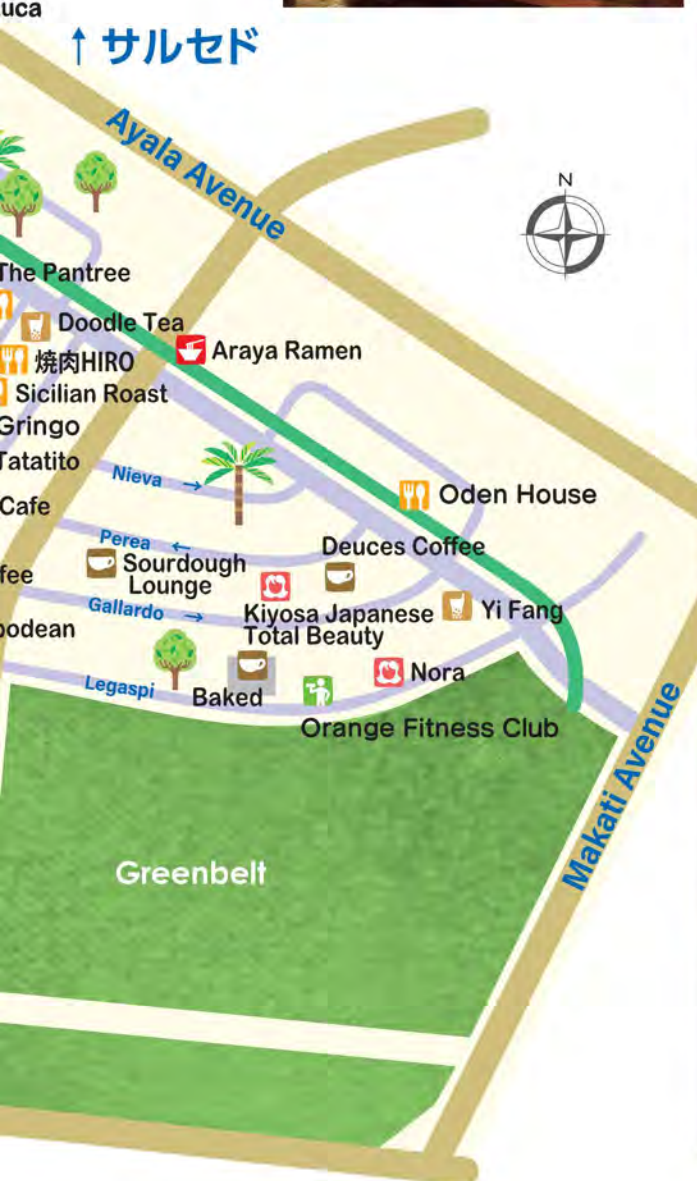 uca
↑ サルセド
Ayala Avenue
N
The Pantree
Doodle Tea
Araya Ramen
焼肉HIRO
Sicilian Roast
Gringo
Tatatito
Nieva →
Oden House
Cafe
Perea ←
Deuces Coffee
Sourdough
Lounge
fee
Gallardo →
Kiyosa Japanese
Total Beauty
Yi Fang
podean
Legaspi
Baked
Nora
Orange Fitness Club
Makati Avenue
Greenbelt